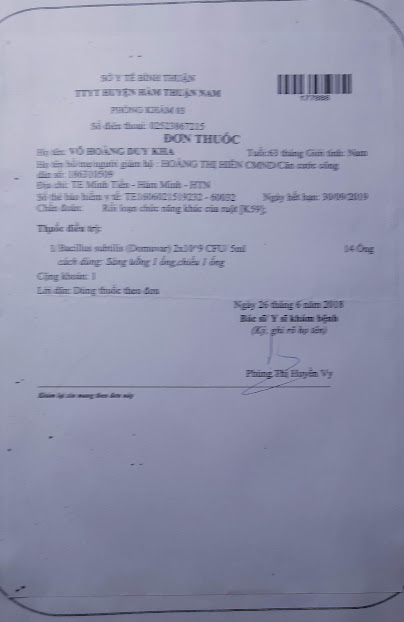 SỞ Y TẾ BÌNH THUẬN
TTYT HUYỆN HÀM THUẬN NAM
PHÒNG KHÁM 03
Số điện thoại: 02523867215
177888
ĐƠN THUỐC
Họ tên: VÕ HOÀNG DUY KHA Tuổi:63 tháng Giới tính: Nam
Họ tên bố/mẹ/người giám hộ : HOÀNG THỊ HIỀN CMND/Căn cước công
dân số:
Địa chỉ: TE Minh Tiến - Hàm Minh - HTN
Số thẻ bảo hiểm y tế: Ngày hết hạn: 30/09/2019
Chẩn đoán: Rối loạn chức năng khác của ruột [K59];
Thuốc điều trị:
1 Bacillus subtilis (Domuvar) 2x10^9 CFU/ 5ml 14 Ống
cách dùng: Sáng uống 1 ống,chiều 1 ống
Cộng khoản: 1
Lời dặn: Dùng thuốc theo đơn
Ngày 26 tháng 6 năm 2018
Bác sĩ/ Y sĩ khám bệnh
(Ký, ghi rõ họ tên)
Phùng Thị Huyền Vy
Khám lại xin mang theo đơn này